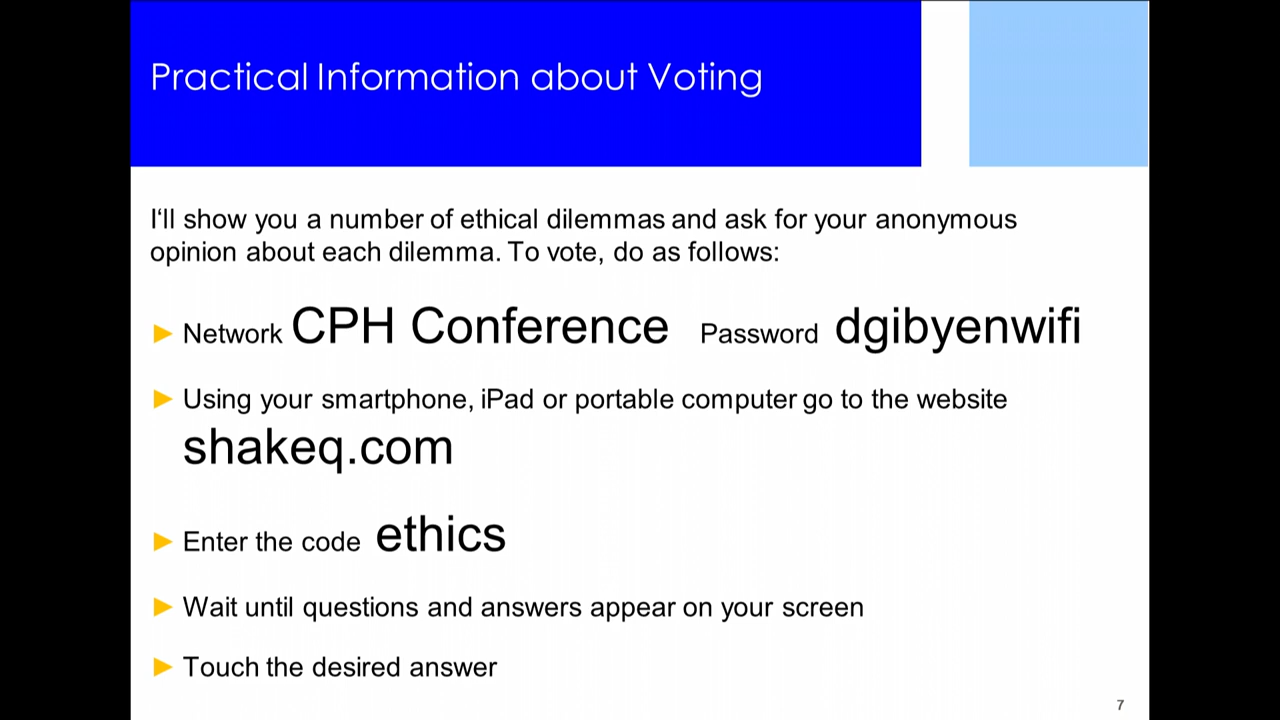 Practical Information about Voting
I‘ll show you a number of ethical dilemmas and ask for your anonymous
opinion about each dilemma. To vote, do as follows:
► Network CPH Conference Password dgibyenwifi
► Using your smartphone, iPad or portable computer go to the website
shakeq.com
► Enter the code ethics
► Wait until questions and answers appear on your screen
► Touch the desired answer
7